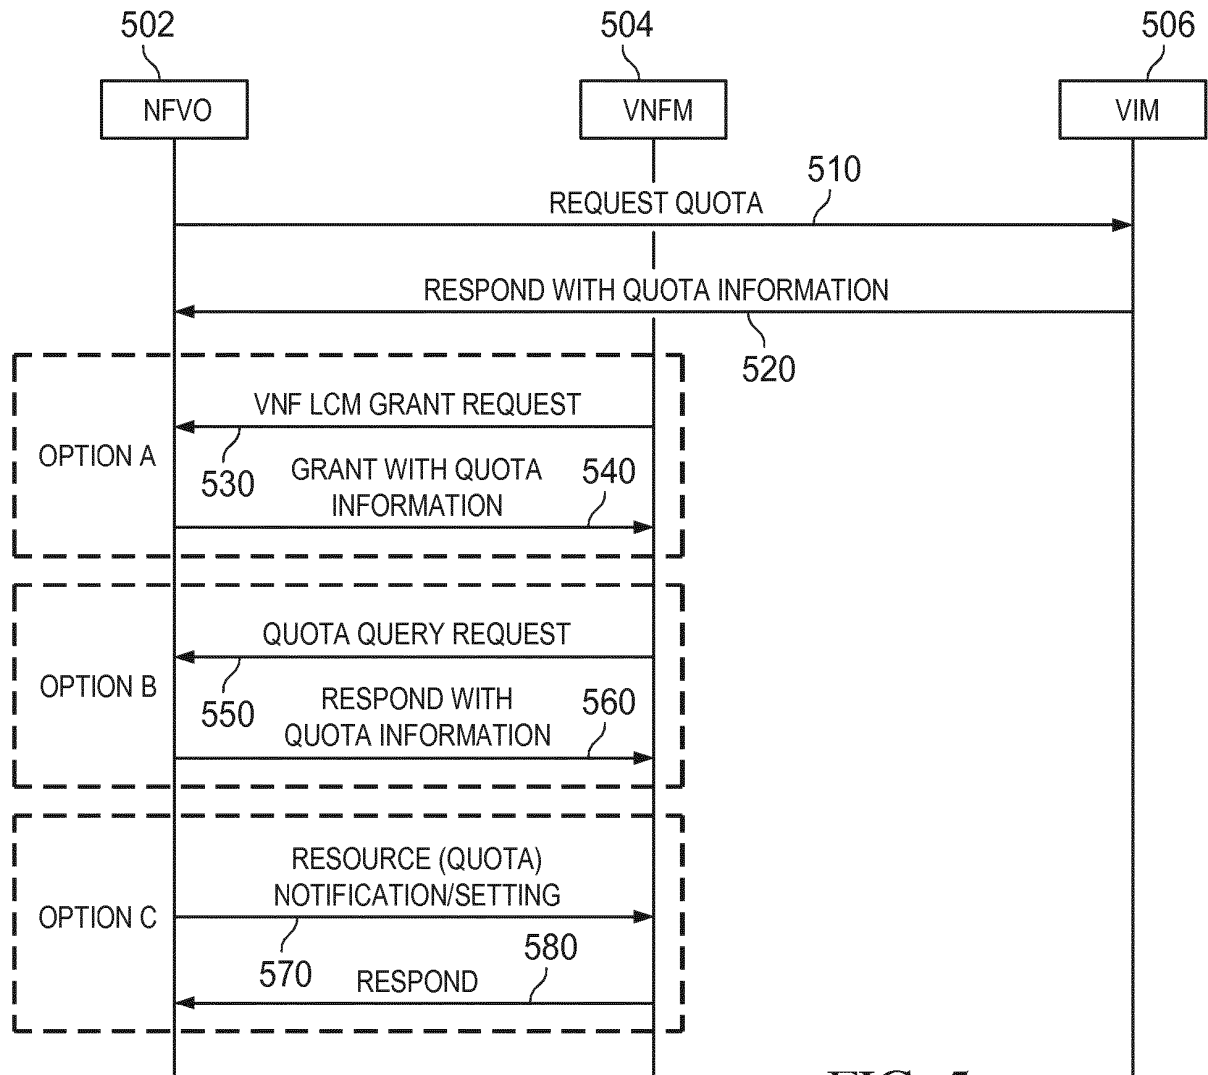 502
504
506
NFVO
VNFM
VIM
510
REQUEST QUOTA
RESPOND WITH QUOTA INFORMATION
520
VNF LCM GRANT REQUEST
OPTION A
530
GRANT WITH QUOTA
INFORMATION
540
QUOTA QUERY REQUEST
OPTION B
550
RESPOND WITH
QUOTA INFORMATION
560
RESOURCE (QUOTA)
NOTIFICATION/SETTING
OPTION C
570
580
RESPOND